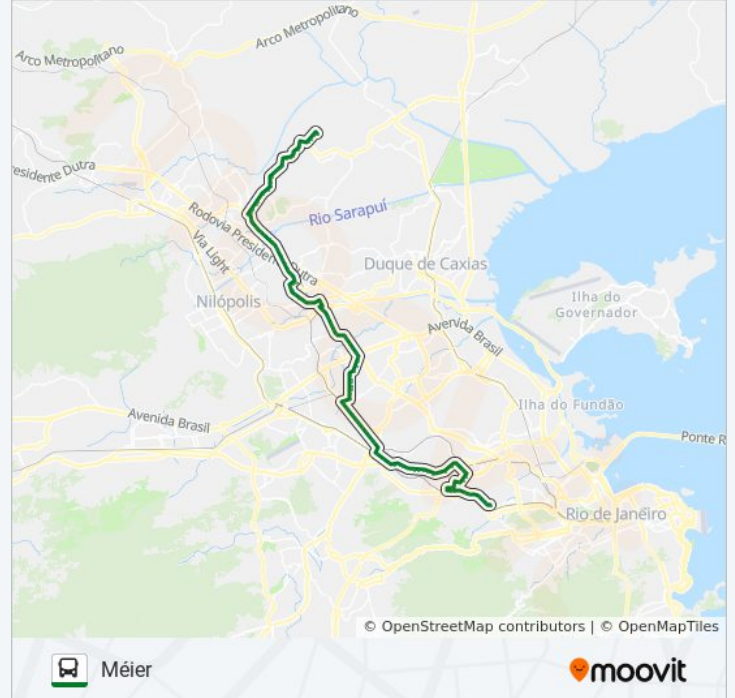 Arco Metropolitano
Arco Metropolitano
residente Dutra
Rodovia President
Dutra
Via Light
Rio Sarapuí
Duque de Caxias
Nilópolis
Ilha do
Governador
Avenida Brasil
Avenida Brasil
Ilha do Fundão
Ponte R
Rio de Janeiro
© OpenStreetMap contributors | © OpenMapTiles
Méier
moovit